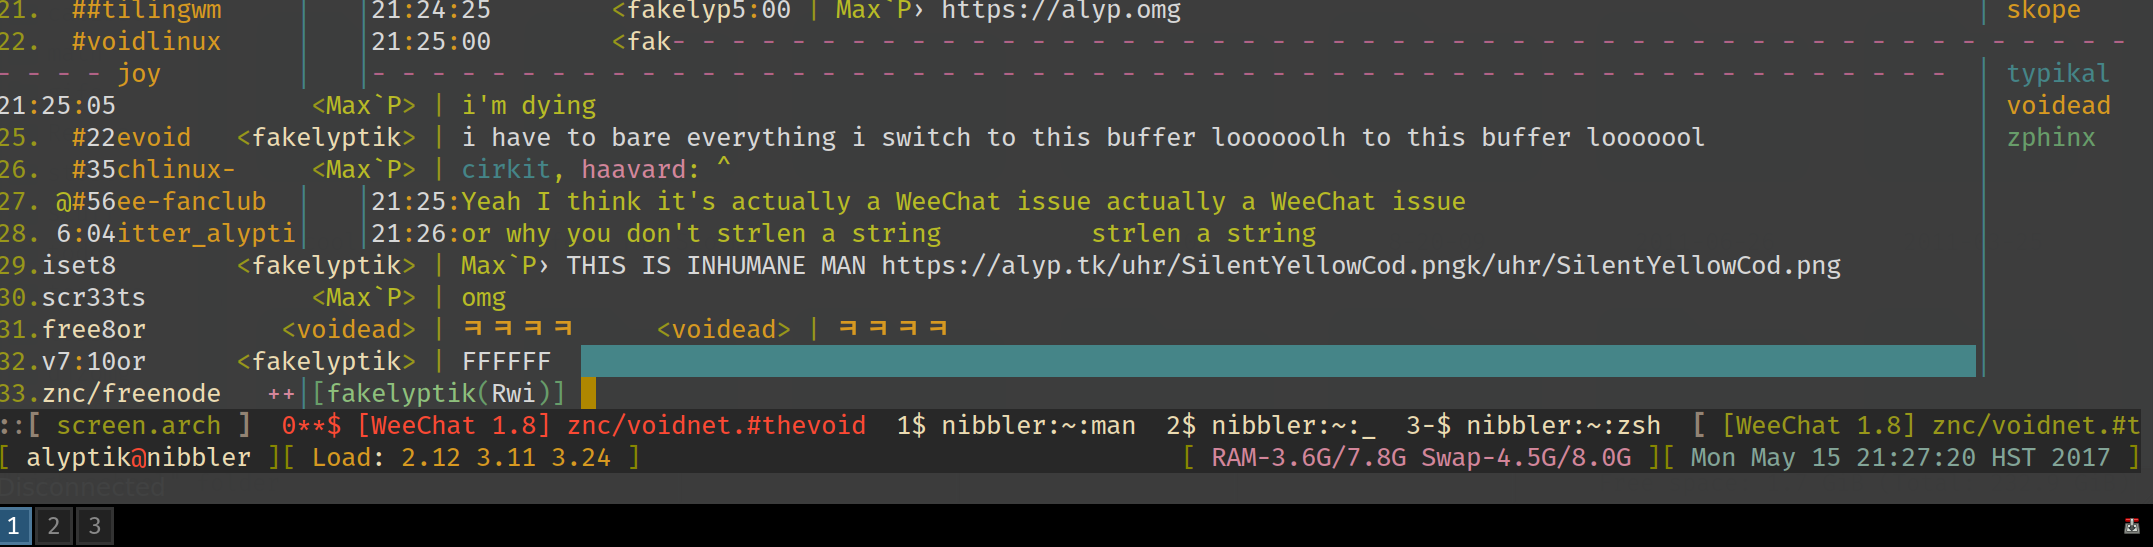 21.  ##tilingwm |21:24:25 <fakelyp5:00 | Max`P› https://alyp.omg | skope
22.  #voidlinux |21:25:00 <fak- - - - - - - - - - - - - - - - - - - - - - - - - - - - - - - - - - - - - - - - - - - - - - - - -
- - - - joy | |- - - - - - - - - - - - - - - - - - - - - - - - - - - - - - - - - - - - - - - - - - - - - - - - - - - - - | typikal
21:25:05 <Max`P> | i'm dying voidead
25.  #22evoid <fakelyptik> | i have to bare everything i switch to this buffer loooooolh to this buffer looooool | zphinx
26.  #35chlinux- <Max`P> | cirkit, haavard: ^
27. @#56ee-fanclub | |21:25:Yeah I think it's actually a WeeChat issue actually a WeeChat issue
28. 6:04itter_alypti| |21:26:or why you don't strlen a string strlen a string
29.iset8 <fakelyptik> | Max`P› THIS IS INHUMANE MAN https://alyp.tk/uhr/SilentYellowCod.pngk/uhr/SilentYellowCod.png
30.scr33ts <Max`P> | omg
31.free8or <voidead> | ㅋㅋㅋㅋ <voidead> | ㅋㅋㅋㅋ
32.v7:10or <fakelyptik> | FFFFFF
33.znc/freenode ++|[fakelyptik(Rwi)]
::[ screen.arch ] 0**$ [WeeChat 1.8] znc/voidnet.#thevoid 1$ nibbler:~:man 2$ nibbler:~:_ 3-$ nibbler:~:zsh [ [WeeChat 1.8] znc/voidnet.#t
[ alyptik@nibbler ][ Load: 2.12 3.11 3.24 ] [ RAM-3.6G/7.8G Swap-4.5G/8.0G ][ Mon May 15 21:27:20 HST 2017 ]
Disconnected
1 2 3